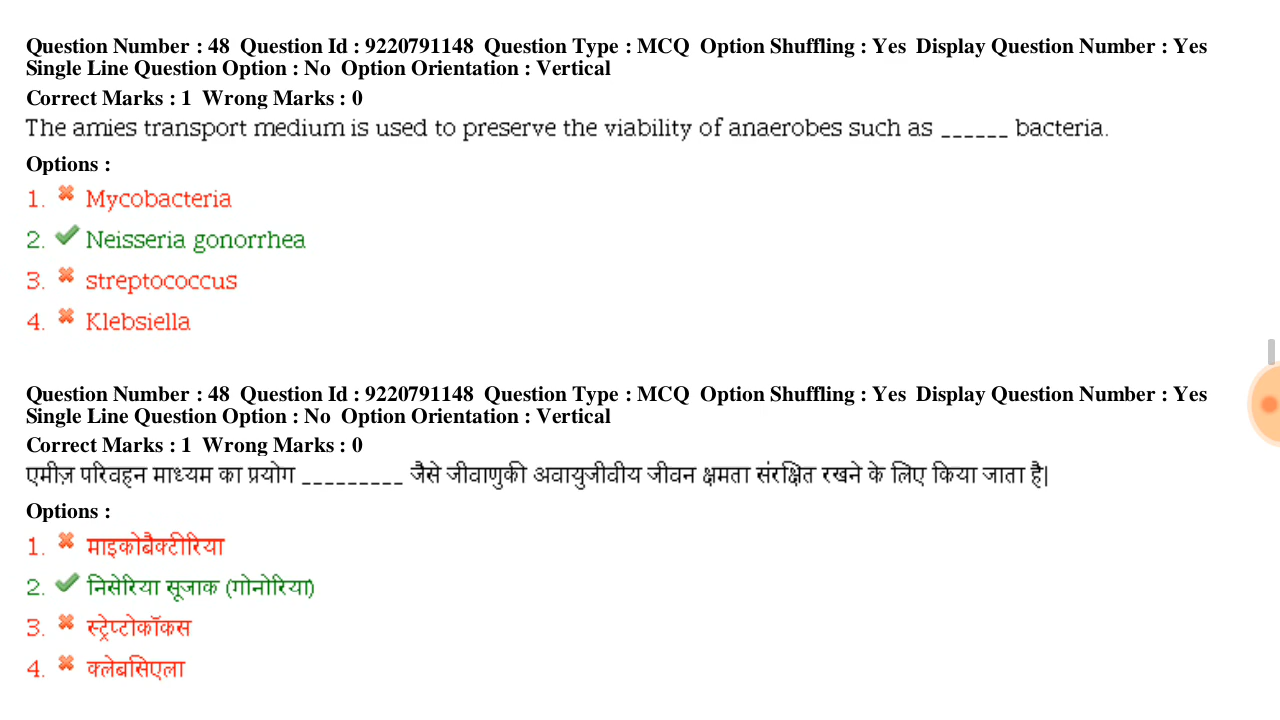 Question Number : 48 Question Id : 9220791148 Question Type : MCQ Option Shuffling : Yes Display Question Number : Yes
Single Line Question Option : No Option Orientation : Vertical
Correct Marks : 1 Wrong Marks : 0
The amies transport medium is used to preserve the viability of anaerobes such as ______ bacteria.
Options :
1. Mycobacteria
2. Neisseria gonorrhea
3. streptococcus
4. Klebsiella
Question Number : 48 Question Id : 9220791148 Question Type : MCQ Option Shuffling : Yes Display Question Number : Yes
Single Line Question Option : No Option Orientation : Vertical
Correct Marks : 1 Wrong Marks : 0
एमीज़ परिवहन माध्यम का प्रयोग _________ जैसे जीवाणुकी अवायुजीवीय जीवन क्षमता संरक्षित रखने के लिए किया जाता है|
Options :
1. माइकोबैक्टीरिया
2. निसेरिया सूजाक (गोनोरिया)
3. स्ट्रेप्टोकॉकस
4. क्लेबसिएला